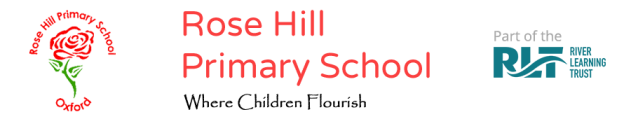 Rose Hill Primary School
Oxford
Rose Hill
Primary School
Where Children Flourish
Part of the
RLT
RIVER
LEARNING
TRUST